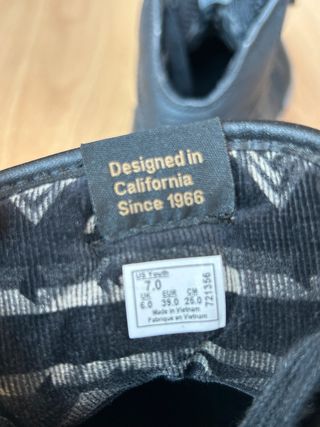 Designed in
California
Since 1966
US Youth
7.0
UK EUR CM
6.0 39.0 25.0
Made in Vietnam
Fabriqué en Vietnam
721356